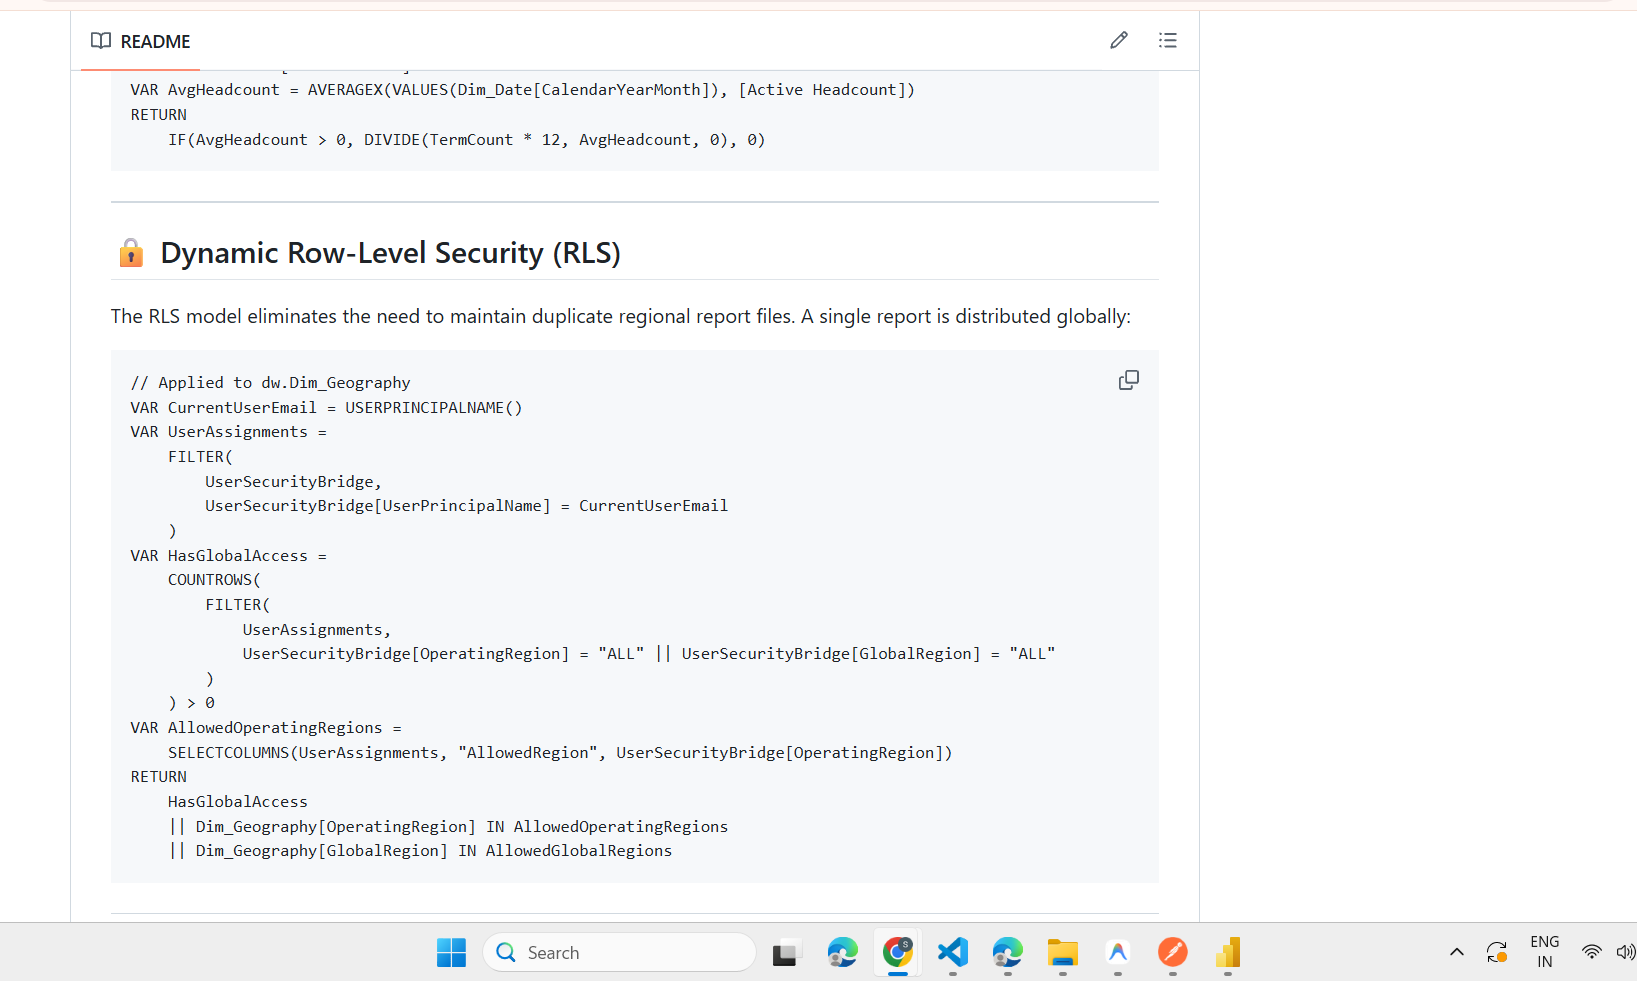 README
VAR AvgHeadcount = AVERAGEX(VALUES(Dim_Date[CalendarYearMonth]), [Active Headcount])
RETURN
    IF(AvgHeadcount > 0, DIVIDE(TermCount * 12, AvgHeadcount, 0), 0)
🔒 Dynamic Row-Level Security (RLS)
The RLS model eliminates the need to maintain duplicate regional report files. A single report is distributed globally:
// Applied to dw.Dim_Geography
VAR CurrentUserEmail = USERPRINCIPALNAME()
VAR UserAssignments =
    FILTER(
        UserSecurityBridge,
        UserSecurityBridge[UserPrincipalName] = CurrentUserEmail
    )
VAR HasGlobalAccess =
    COUNTROWS(
        FILTER(
            UserAssignments,
            UserSecurityBridge[OperatingRegion] = "ALL" || UserSecurityBridge[GlobalRegion] = "ALL"
        )
    ) > 0
VAR AllowedOperatingRegions =
    SELECTCOLUMNS(UserAssignments, "AllowedRegion", UserSecurityBridge[OperatingRegion])
RETURN
    HasGlobalAccess
    || Dim_Geography[OperatingRegion] IN AllowedOperatingRegions
    || Dim_Geography[GlobalRegion] IN AllowedGlobalRegions
Search
S
ENG
IN